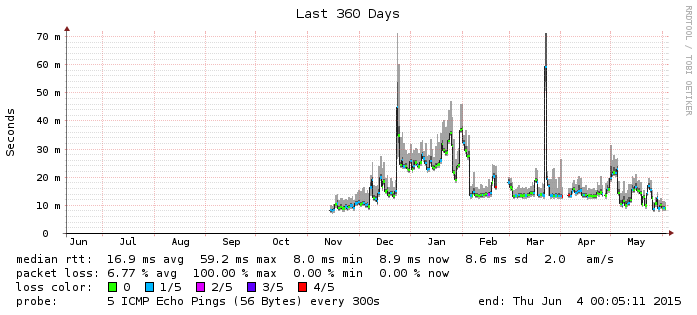 Last 360 Days
RRDTOOL / TOBI OETIKER
Seconds
70 m
60 m
50 m
40 m
30 m
20 m
10 m
0
Jun Jul Aug Sep Oct Nov Dec Jan Feb Mar Apr May
median rtt: 16.9 ms avg 59.2 ms max 8.0 ms min 8.9 ms now 8.6 ms sd 2.0 am/s
packet loss: 6.77 % avg 100.00 % max 0.00 % min 0.00 % now
loss color: 0 1/5 2/5 3/5 4/5
probe: 5 ICMP Echo Pings (56 Bytes) every 300s end: Thu Jun 4 00:05:11 2015